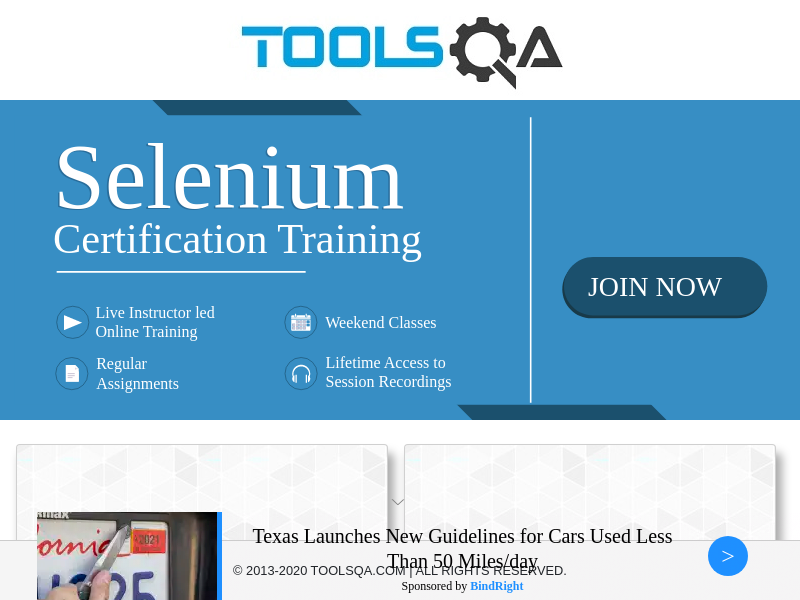 TOOLSQA
Selenium
Certification Training
Live Instructor led
Online Training
Weekend Classes
Regular
Assignments
Lifetime Access to
Session Recordings
JOIN NOW
2021
Texas Launches New Guidelines for Cars Used Less
Than 50 Miles/day
>
© 2013-2020 TOOLSQA.COM | ALL RIGHTS RESERVED.
Sponsored by BindRight